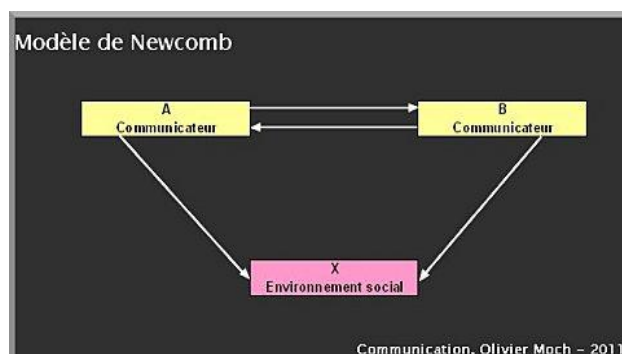 Modèle de Newcomb
A
Communicateur
B
Communicateur
X
Environnement social
Communication, Olivier Moch – 2011